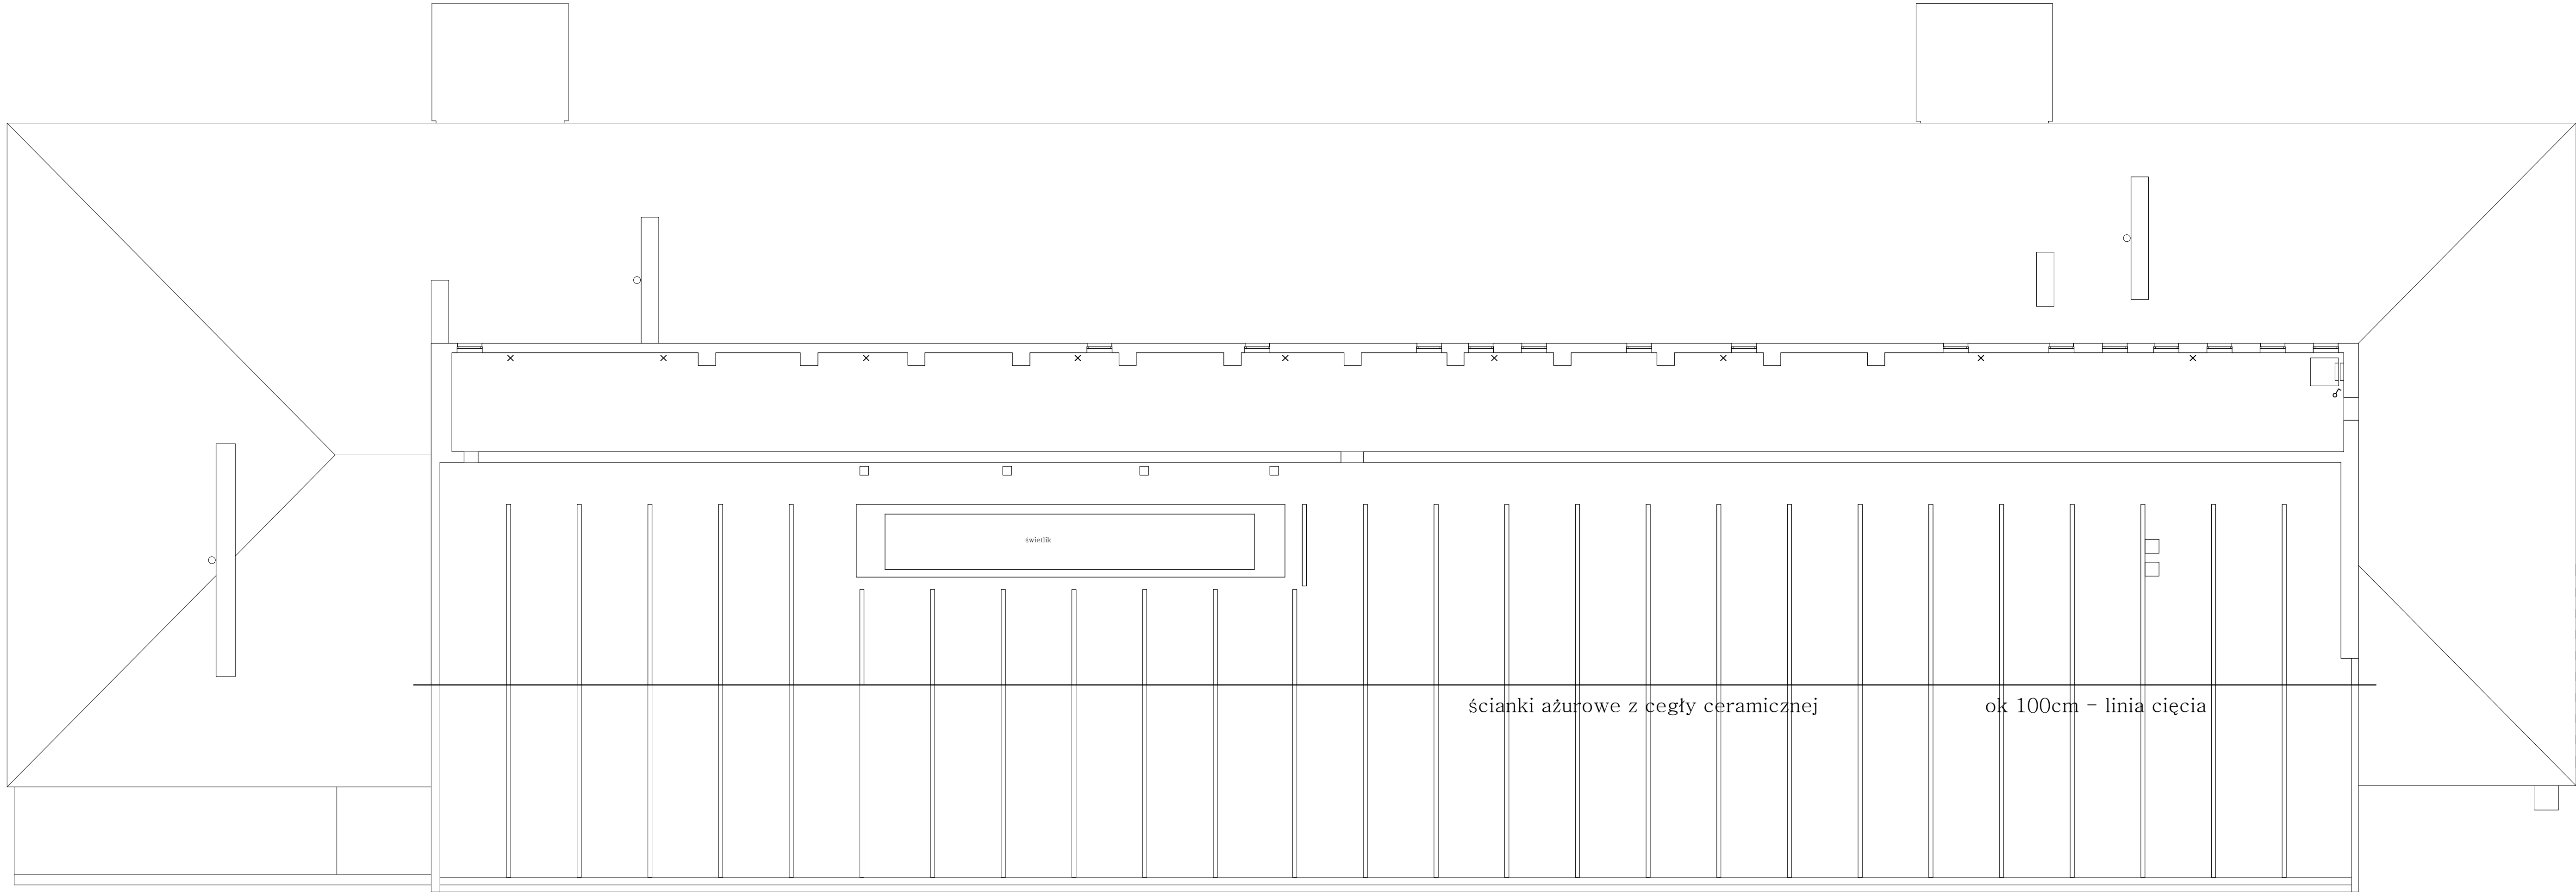 świetlik
ścianki ażurowe z cegły ceramicznej
ok 100cm - linia cięcia